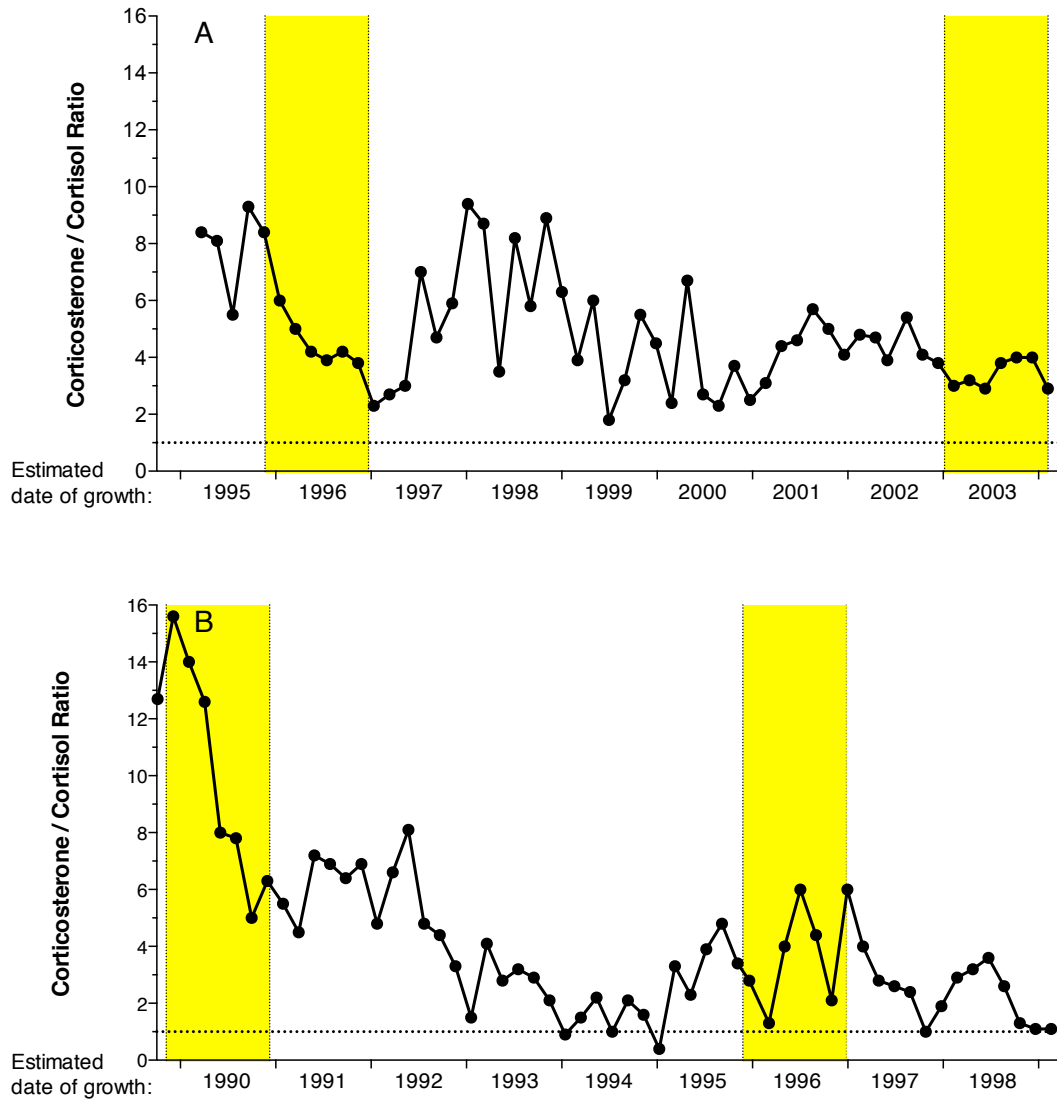 A
Corticosterone / Cortisol Ratio
16
14
12
10
8
6
4
2
0
Estimated
date of growth:
1995 1996 1997 1998 1999 2000 2001 2002 2003
B
Corticosterone / Cortisol Ratio
16
14
12
10
8
6
4
2
0
Estimated
date of growth:
1990 1991 1992 1993 1994 1995 1996 1997 1998